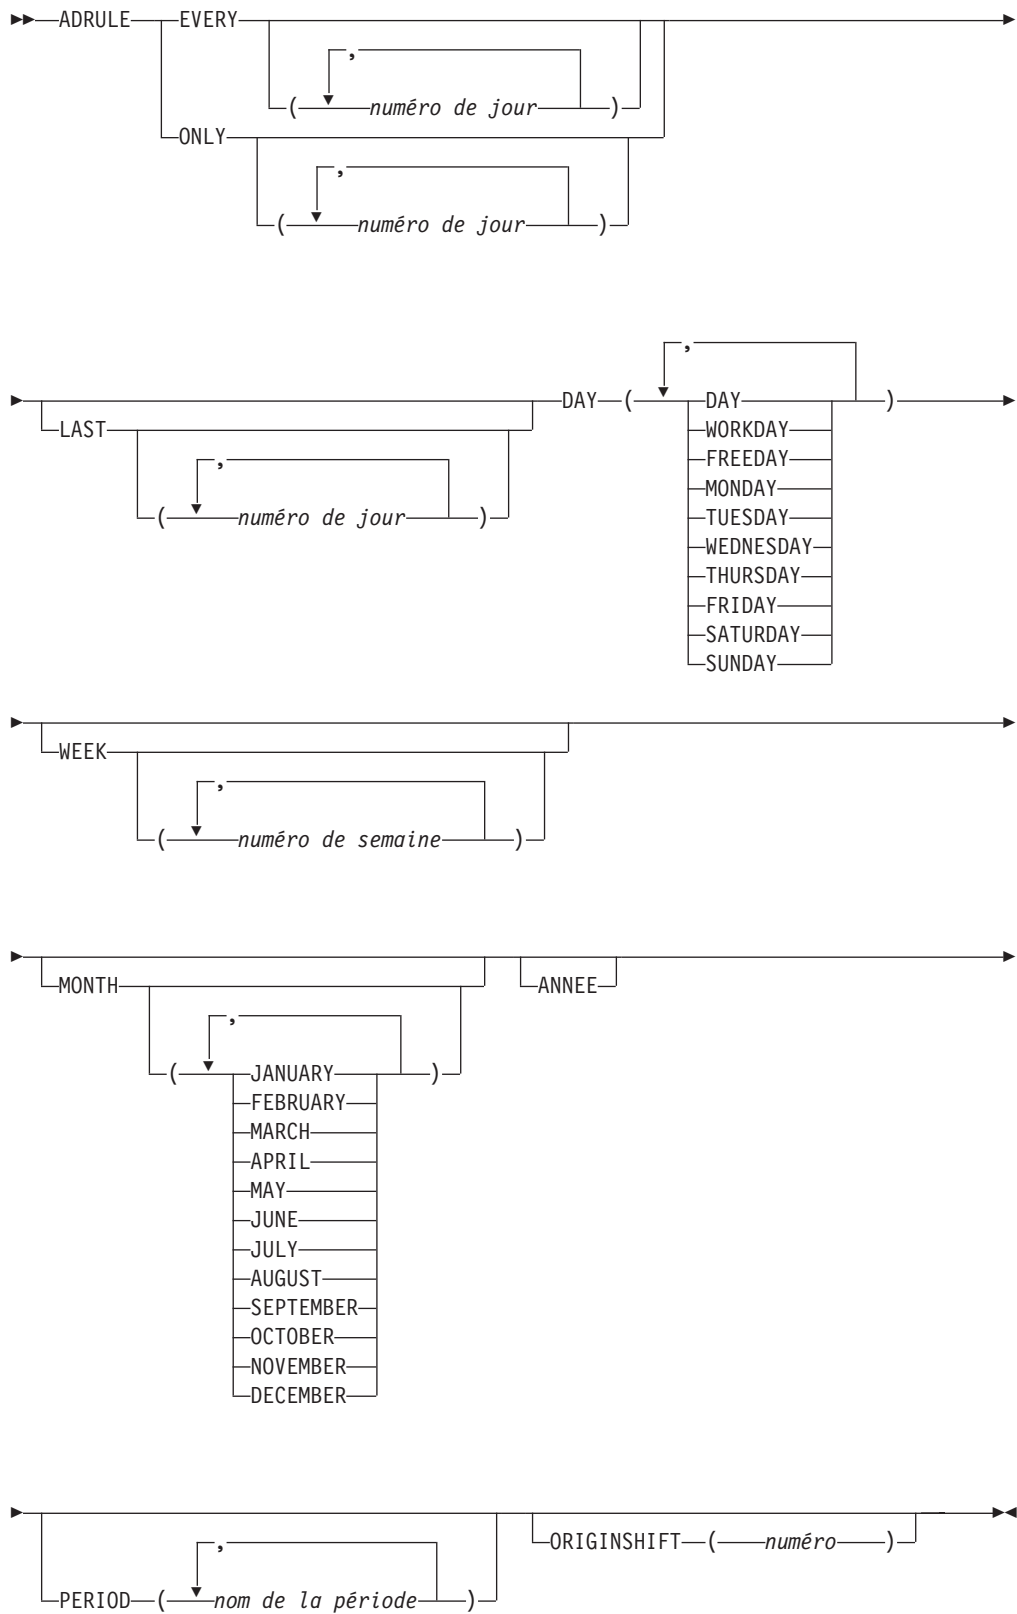 ADRULE EVERY
,
( numéro de jour )
ONLY
,
( numéro de jour )
,
DAY ( DAY )
LAST WORKDAY
, FREEDAY
MONDAY
( numéro de jour ) TUESDAY
WEDNESDAY
THURSDAY
FRIDAY
SATURDAY
SUNDAY
WEEK
,
( numéro de semaine )
MONTH ANNEE
,
( JANUARY )
FEBRUARY
MARCH
APRIL
MAY
JUNE
JULY
AUGUST
SEPTEMBER
OCTOBER
NOVEMBER
DECEMBER
, ORIGINSHIFT ( numéro )
PERIOD ( nom de la période )